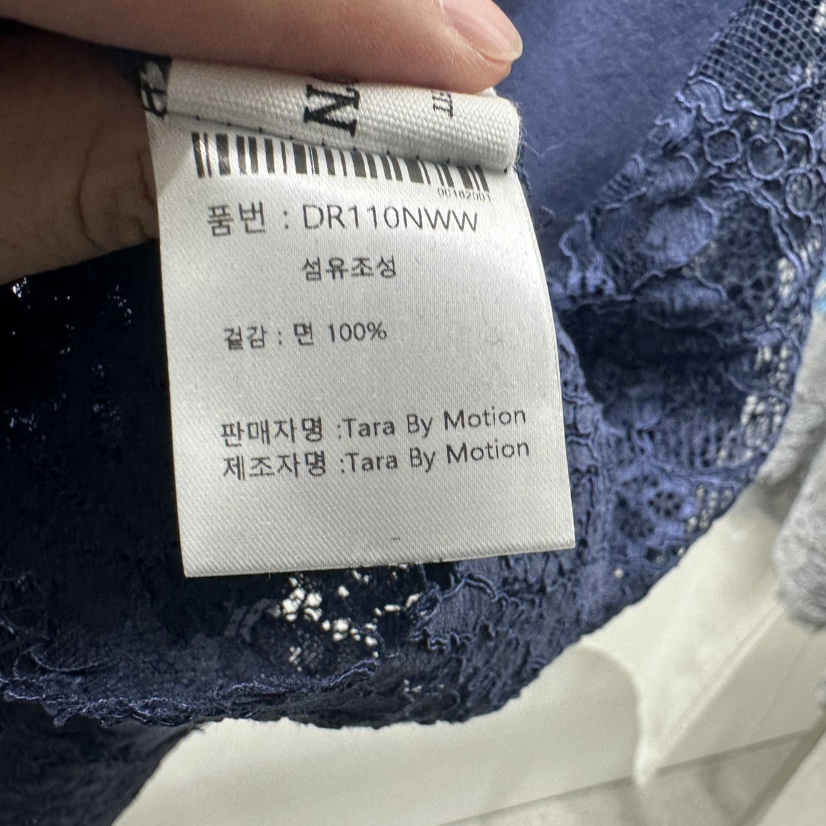 00182001
품번 : DR110NWW
섬유조성
겉감 : 면 100%
판매자명 :Tara By Motion
제조자명 :Tara By Motion